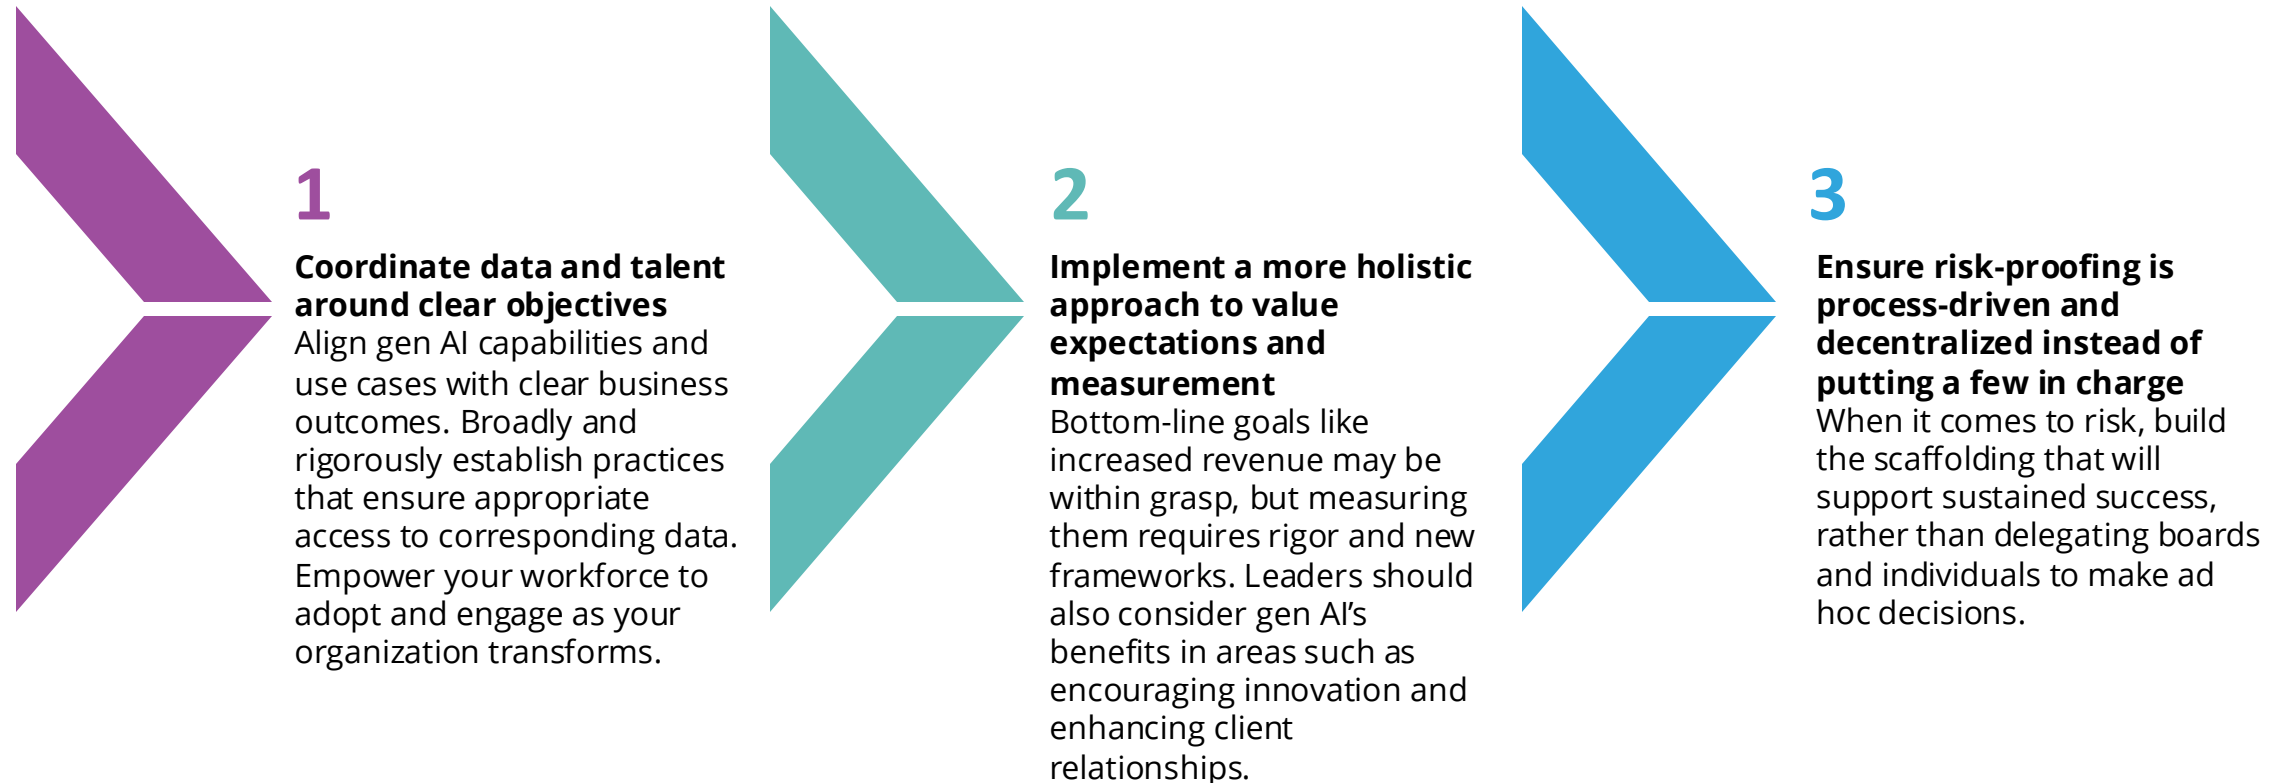 1
Coordinate data and talent
around clear objectives
Align gen AI capabilities and
use cases with clear business
outcomes. Broadly and
rigorously establish practices
that ensure appropriate
access to corresponding data.
Empower your workforce to
adopt and engage as your
organization transforms.
2
Implement a more holistic
approach to value
expectations and
measurement
Bottom-line goals like
increased revenue may be
within grasp, but measuring
them requires rigor and new
frameworks. Leaders should
also consider gen AI’s
benefits in areas such as
encouraging innovation and
enhancing client
relationships.
3
Ensure risk-proofing is
process-driven and
decentralized instead of
putting a few in charge
When it comes to risk, build
the scaffolding that will
support sustained success,
rather than delegating boards
and individuals to make ad
hoc decisions.